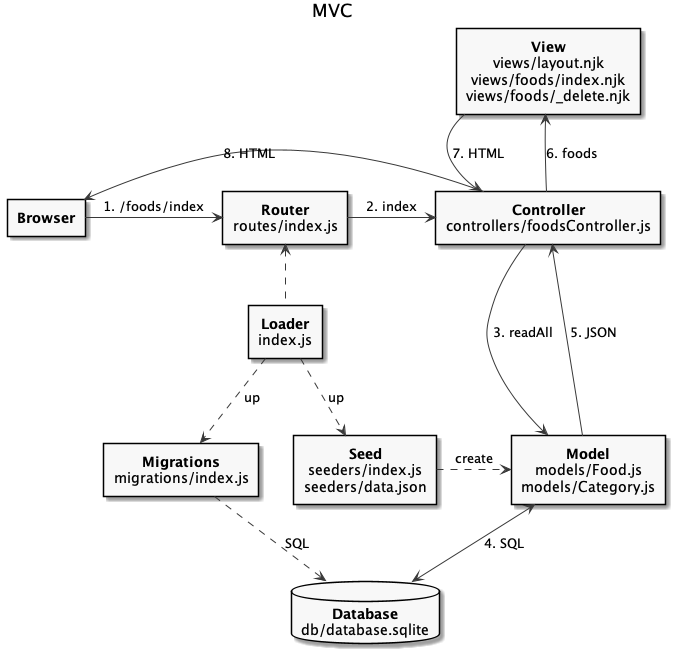 MVC
View
views/layout.njk
views/foods/index.njk
views/foods/_delete.njk
8. HTML
7. HTML
6. foods
Browser
1. /foods/index
Router
routes/index.js
2. index
Controller
controllers/foodsController.js
Loader
index.js
3. readAll
5. JSON
up
up
Migrations
migrations/index.js
Seed
seeders/index.js
seeders/data.json
create
Model
models/Food.js
models/Category.js
SQL
4. SQL
Database
db/database.sqlite